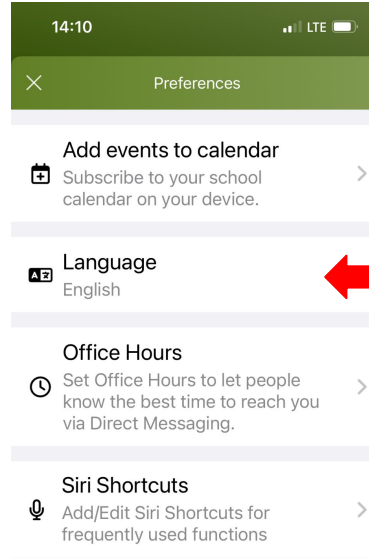 14:10 LTE
Preferences
Add events to calendar
Subscribe to your school
calendar on your device.
Language
English
Office Hours
Set Office Hours to let people
know the best time to reach you
via Direct Messaging.
Siri Shortcuts
Add/Edit Siri Shortcuts for
frequently used functions